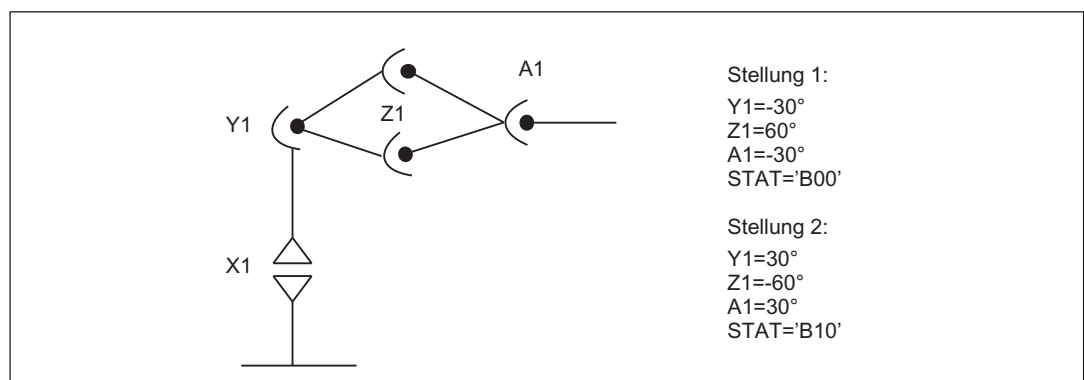 A1
Z1
Y1
X1
Stellung 1:
Y1=-30°
Z1=60°
A1=-30°
STAT='B00'
Stellung 2:
Y1=30°
Z1=-60°
A1=30°
STAT='B10'